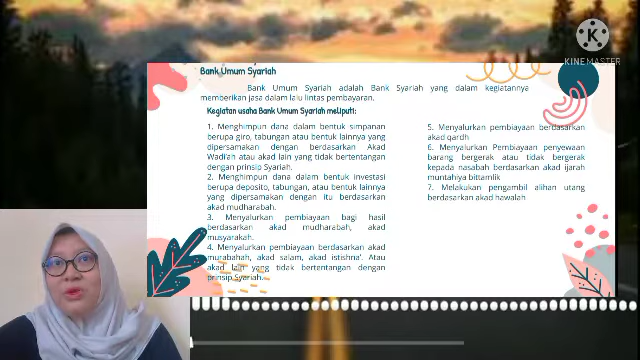 K
KINEMASTER
Bank Umum Syariah
Bank Umum Syariah adalah Bank Syariah yang dalam kegiatannya
memberikan jasa dalam lalu lintas pembayaran.
Kegiatan usaha Bank Umum Syariah meliputi:
1. Menghimpun dana dalam bentuk simpanan
berupa giro, tabungan atau bentuk lainnya yang
dipersamakan dengan berdasarkan Akad
Wadi'ah atau akad lain yang tidak bertentangan
dengan prinsip Syariah.
2. Menghimpun dana dalam bentuk investasi
berupa deposito, tabungan, atau bentuk lainnya
yang dipersamakan dengan itu berdasarkan
akad mudharabah.
3. Menyalurkan pembiayaan bagi hasil
berdasarkan akad mudharabah, akad
musyarakah.
4. Menyalurkan pembiayaan berdasarkan akad
murabahah, akad salam, akad istishna'. Atau
akad lain yang tidak bertentangan dengan
prinsip Syariah.
5. Menyalurkan pembiayaan berdasarkan
akad qardh
6. Menyalurkan Pembiayaan penyewaan
barang bergerak atau tidak bergerak
kepada nasabah berdasarkan akad ijarah
muntahiya bittamlik
7. Melakukan pengambil alihan utang
berdasarkan akad hawalah